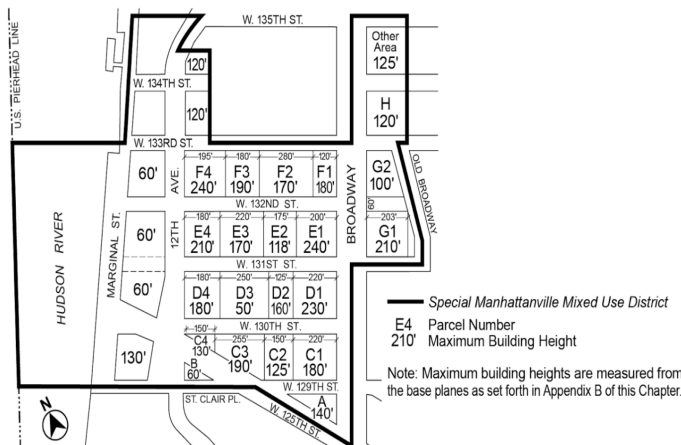 U.S. PIERHEAD LINE
W. 135TH ST.
Other
Area
125'
120'
W. 134TH ST.
120'
H
120'
W. 133RD ST.
195' 180' 280' 120'
60'
F4 F3 F2 F1
240' 190' 170' 180'
G2
100'
OLD BROADWAY
W. 132ND ST.
60'
12TH AVE.
BROADWAY
180' 220' 175' 200'
203'
60'
E4 E3 E2 E1
210' 170' 118' 240'
G1
210'
HUDSON RIVER
MARGINAL ST.
W. 131ST ST.
180' 250' 125' 220'
60'
D4 D3 D2 D1
180' 50' 160' 230'
W. 130TH ST.
150'
255' 150' 220'
130'
C4
130'
C3
190'
C2
125'
C1
180'
B
60'
W. 129TH ST.
ST. CLAIR PL.
A
140'
W. 125TH ST.
N
Special Manhattanville Mixed Use District
E4 Parcel Number
210' Maximum Building Height
Note: Maximum building heights are measured from
the base planes as set forth in Appendix B of this Chapter.